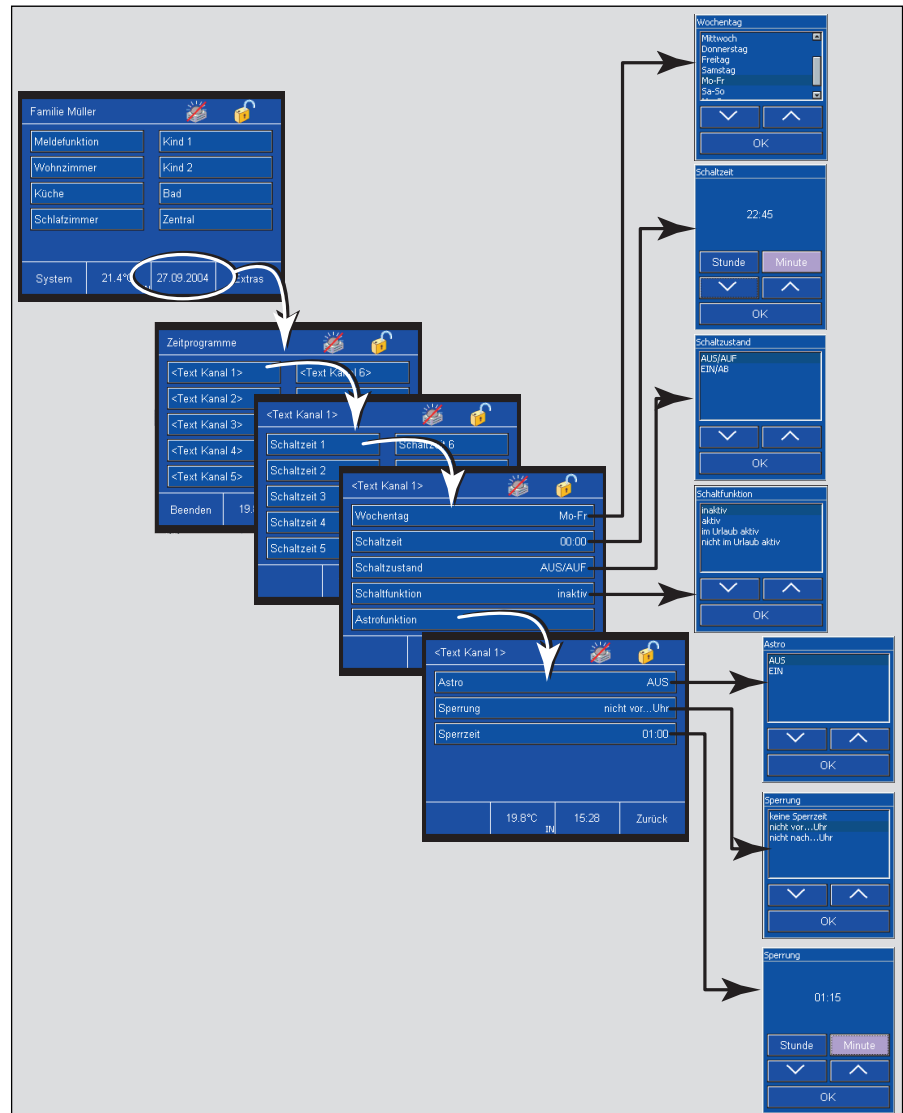 Familie Müller
Meldefunktion
Kind 1
Wohnzimmer
Kind 2
Küche
Bad
Schlafzimmer
Zentral
System
21.4°C
27.09.2004
Extras
Zeitprogramme
<Text Kanal 1>
<Text Kanal 6>
<Text Kanal 2>
<Text Kanal 3>
<Text Kanal 4>
<Text Kanal 5>
Beenden
19.
<Text Kanal 1>
Schaltzeit 1
Schaltzeit 6
Schaltzeit 2
Schaltzeit 3
Schaltzeit 4
Schaltzeit 5
<Text Kanal 1>
Wochentag Mo-Fr
Schaltzeit 00:00
Schaltzustand AUS/AUF
Schaltfunktion inaktiv
Astrofunktion
<Text Kanal 1>
Astro AUS
Sperrung nicht vor...Uhr
Sperrzeit 01:00
19.8°C IN
15:28
Zurück
Wochentag
Mittwoch
Donnerstag
Freitag
Samstag
Mo-Fr
Sa-So
OK
Schaltzeit
22:45
Stunde
Minute
OK
Schaltzustand
AUS/AUF
EIN/AB
OK
Schaltfunktion
inaktiv
aktiv
im Urlaub aktiv
nicht im Urlaub aktiv
OK
Astro
AUS
EIN
OK
Sperrung
keine Sperrzeit
nicht vor...Uhr
nicht nach...Uhr
OK
Sperrung
01:15
Stunde
Minute
OK